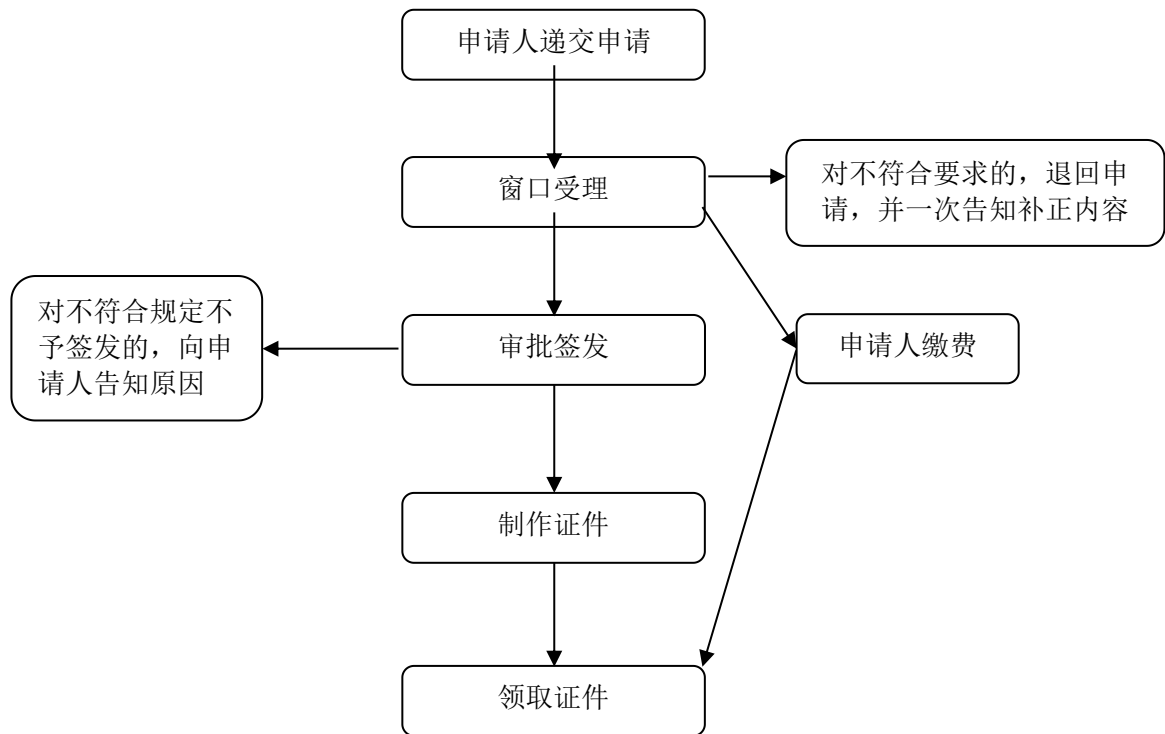 申请人递交申请
窗口受理
对不符合要求的，退回申
请，并一次告知补正内容
对不符合规定不
予签发的，向申
请人告知原因
审批签发
申请人缴费
制作证件
领取证件